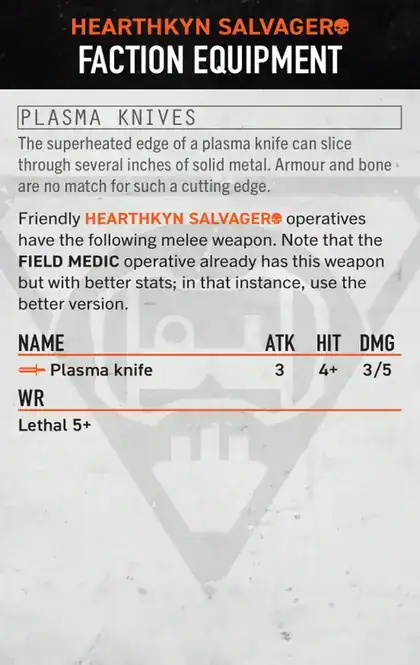 HEARTHKYN SALVAGER
FACTION EQUIPMENT
PLASMA KNIVES
The superheated edge of a plasma knife can slice
through several inches of solid metal. Armour and bone
are no match for such a cutting edge.
Friendly HEARTHKYN SALVAGER operatives
have the following melee weapon. Note that the
FIELD MEDIC operative already has this weapon
but with better stats; in that instance, use the
better version.
NAME ATK HIT DMG
Plasma knife 3 4+ 3/5
WR
Lethal 5+